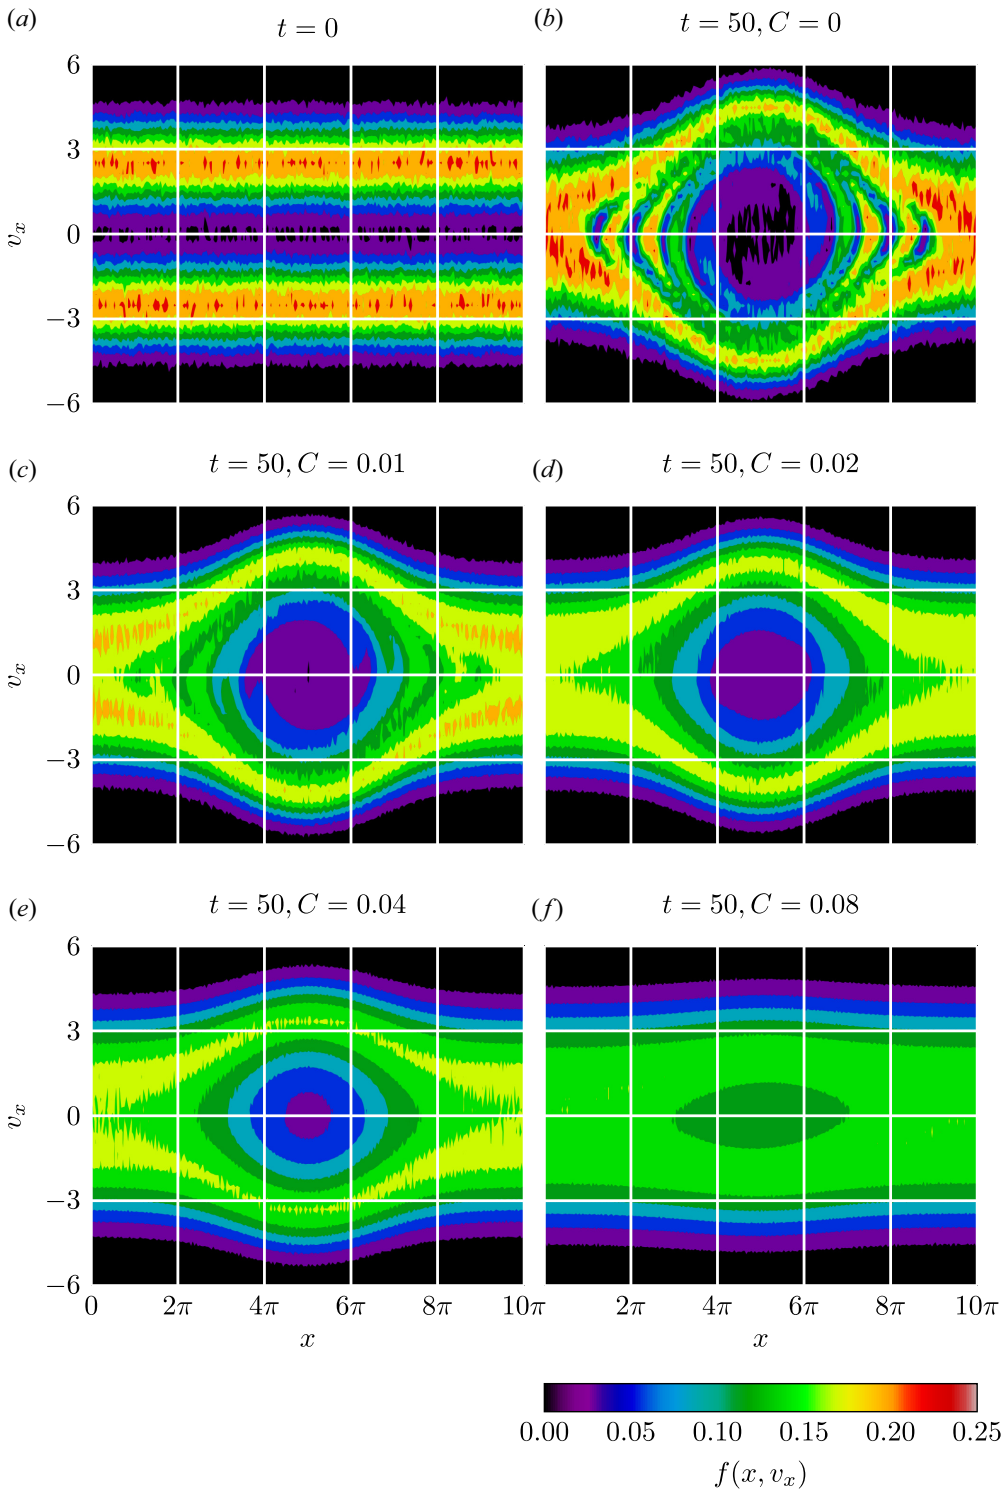 (a) t = 0
(b) t = 50, C = 0
6
3
0
−3
−6
v_x
(c) t = 50, C = 0.01
(d) t = 50, C = 0.02
6
3
0
−3
−6
v_x
(e) t = 50, C = 0.04
(f) t = 50, C = 0.08
6
3
0
−3
−6
v_x
0 2π 4π 6π 8π 10π
2π 4π 6π 8π 10π
x
x
0.00 0.05 0.10 0.15 0.20 0.25
f(x, v_x)